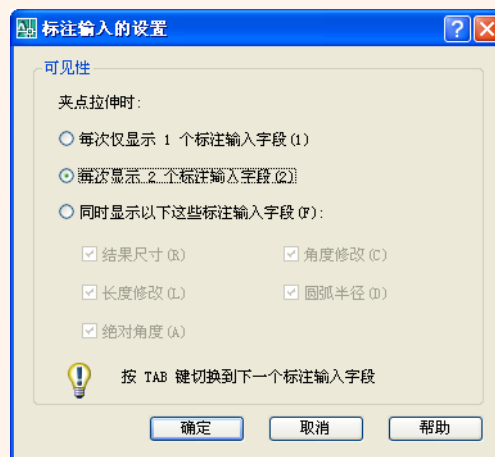 标注输入的设置
可见性
夹点拉伸时:
每次仅显示 1 个标注输入字段(1)
每次显示 2 个标注输入字段(2)
同时显示以下这些标注输入字段(F):
结果尺寸(R) 角度修改(C)
长度修改(L) 圆弧半径(D)
绝对角度(A)
按 TAB 键切换到下一个标注输入字段
确定 取消 帮助